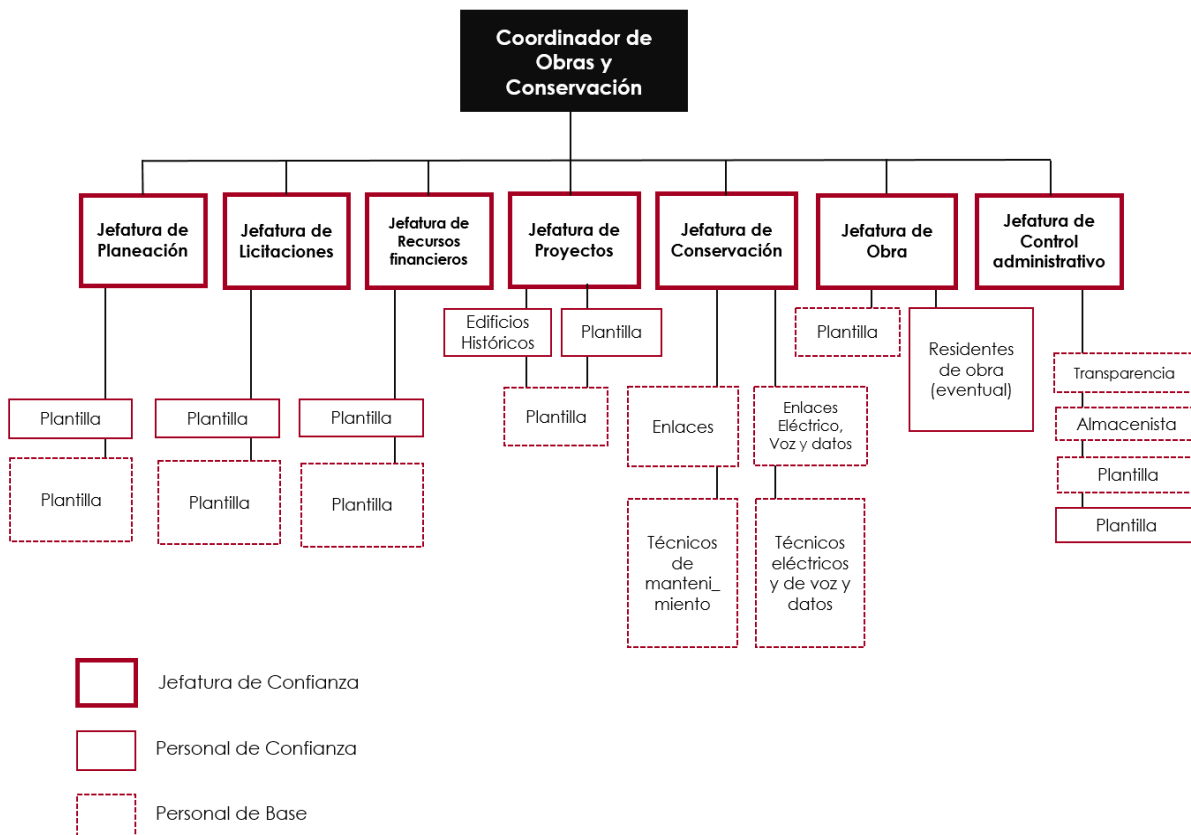 Coordinador de
Obras y
Conservación
Jefatura de
Planeación
Jefatura de
Licitaciones
Jefatura de
Recursos
financieros
Jefatura de
Proyectos
Jefatura de
Conservación
Jefatura de
Obra
Jefatura de
Control
administrativo
Plantilla
Plantilla
Plantilla
Plantilla
Plantilla
Plantilla
Edificios
Históricos
Plantilla
Plantilla
Enlaces
Técnicos
de
manteni_
miento
Enlaces
Eléctrico,
Voz y datos
Técnicos
eléctricos
y de voz y
datos
Plantilla
Residentes
de obra
(eventual)
Transparencia
Almacenista
Plantilla
Plantilla
Jefatura de Confianza
Personal de Confianza
Personal de Base